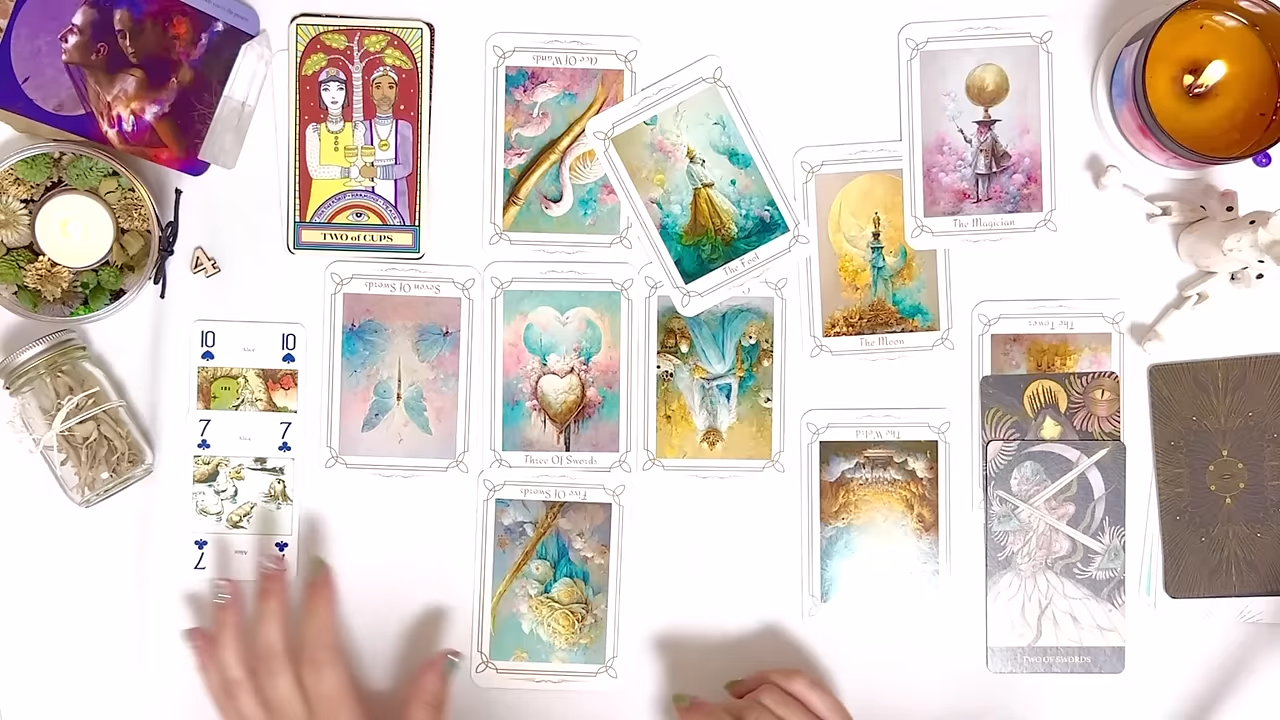 TWO of CUPS
Ace Of Wands
The Fool
The Magician
The Moon
4
Seven Of Swords
Three Of Swords
The Tower
10 10
7 7
7
The World
Five Of Swords
TWO OF SWORDS